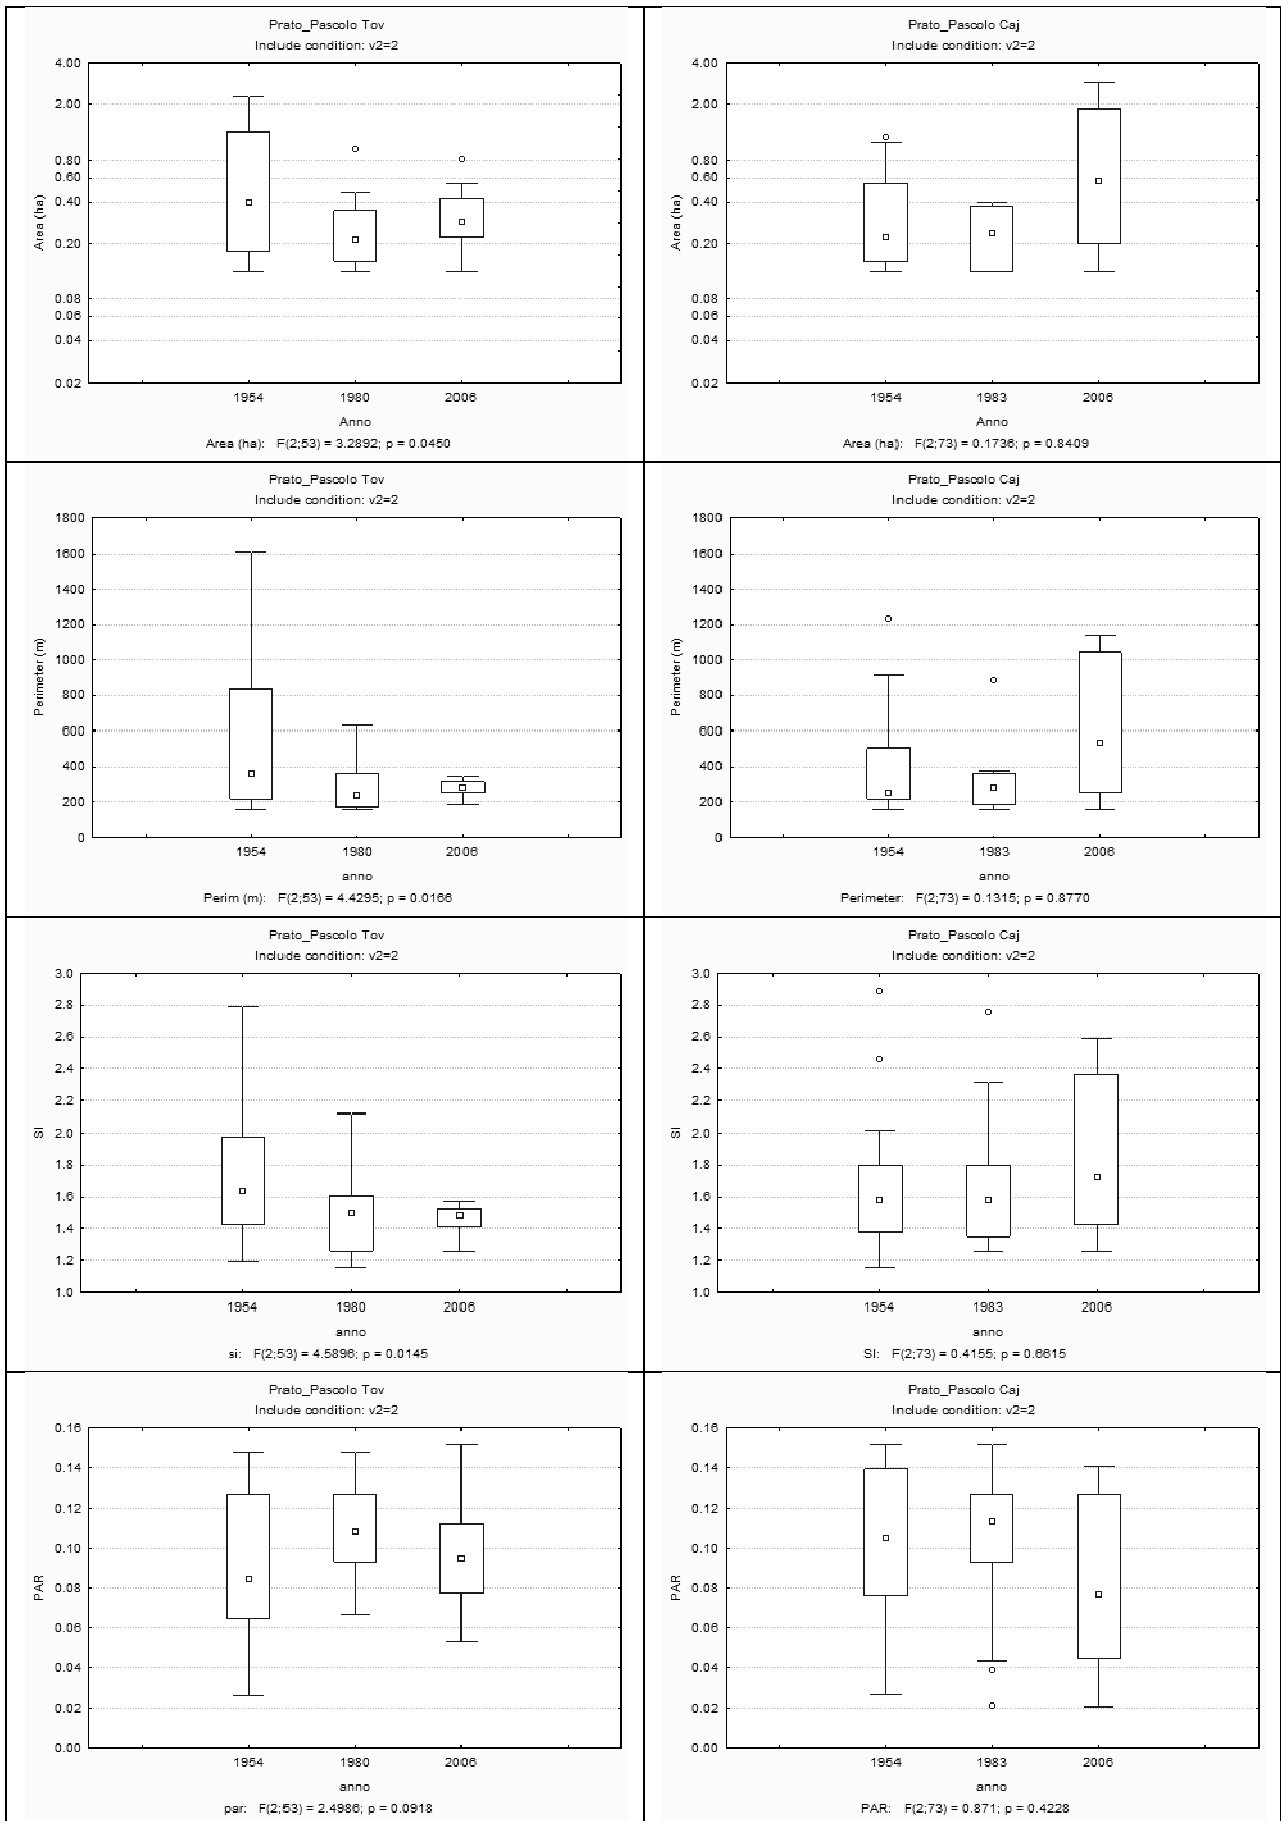 Prato_Pascolo Tov
Include condition: v2=2
4.00
2.00
0.80
0.60
0.40
0.20
0.08
0.06
0.04
0.02
Area (ha)
1954 1980 2006
Anno
Area (ha): F(2;53) = 3.2892; p = 0.0450
Prato_Pascolo Caj
Include condition: v2=2
4.00
2.00
0.80
0.60
0.40
0.20
0.08
0.06
0.04
0.02
Area (ha)
1954 1983 2006
Anno
Area (ha): F(2;73) = 0.1736; p = 0.8409
Prato_Pascolo Tov
Include condition: v2=2
1800
1600
1400
1200
1000
800
600
400
200
0
Perimeter (m)
1954 1980 2006
anno
Perim (m): F(2;53) = 4.4295; p = 0.0166
Prato_Pascolo Caj
Include condition: v2=2
1800
1600
1400
1200
1000
800
600
400
200
0
Perimeter (m)
1954 1983 2006
anno
Perimeter: F(2;73) = 0.1315; p = 0.8770
Prato_Pascolo Tov
Include condition: v2=2
3.0
2.8
2.6
2.4
2.2
2.0
1.8
1.6
1.4
1.2
1.0
SI
1954 1980 2006
anno
si: F(2;53) = 4.5896; p = 0.0145
Prato_Pascolo Caj
Include condition: v2=2
3.0
2.8
2.6
2.4
2.2
2.0
1.8
1.6
1.4
1.2
1.0
SI
1954 1983 2006
anno
SI: F(2;73) = 0.4155; p = 0.6615
Prato_Pascolo Tov
Include condition: v2=2
0.16
0.14
0.12
0.10
0.08
0.06
0.04
0.02
0.00
PAR
1954 1980 2006
anno
par: F(2;53) = 2.4986; p = 0.0918
Prato_Pascolo Caj
Include condition: v2=2
0.16
0.14
0.12
0.10
0.08
0.06
0.04
0.02
0.00
PAR
1954 1983 2006
anno
PAR: F(2;73) = 0.871; p = 0.4228